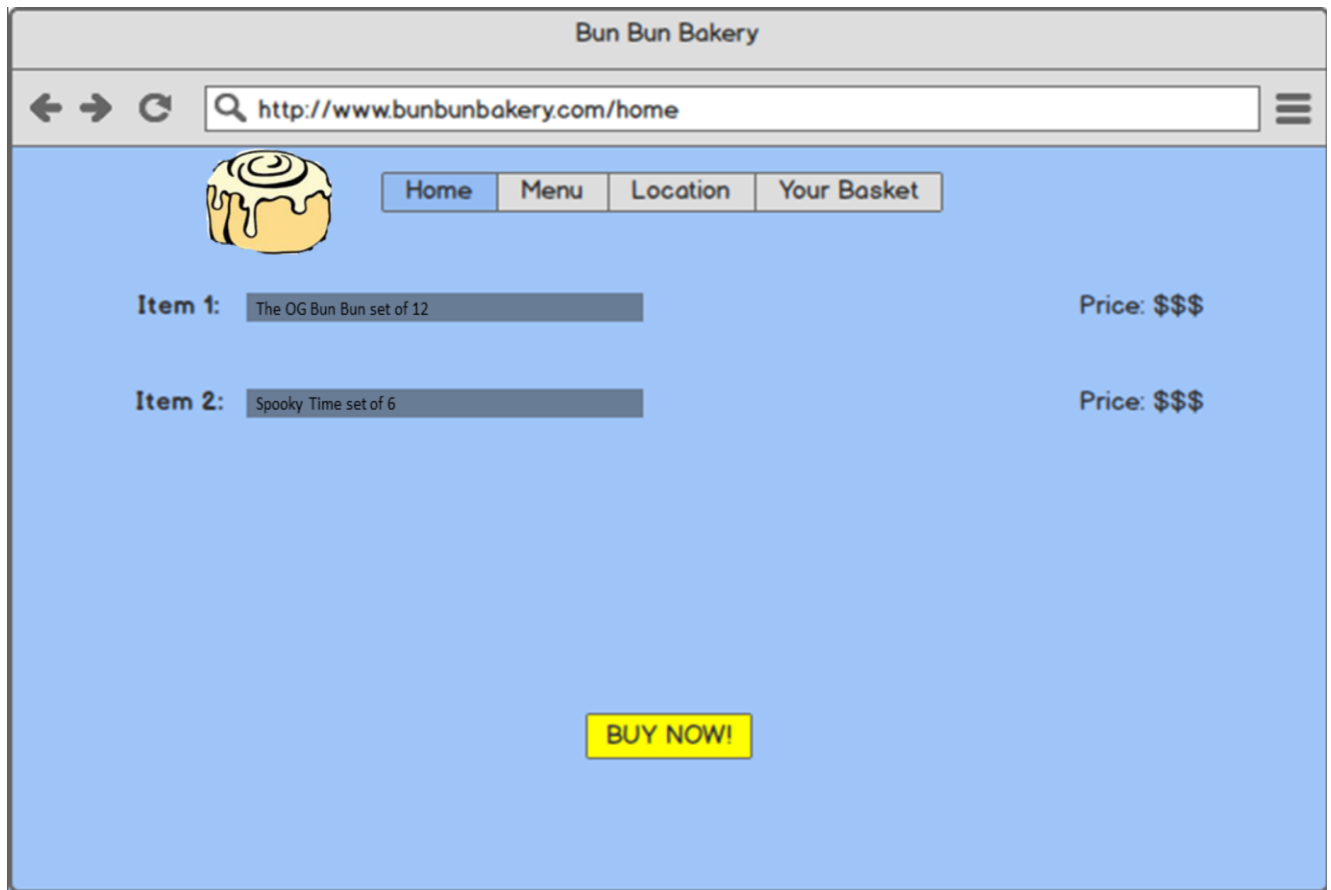 Bun Bun Bakery
http://www.bunbunbakery.com/home
Home Menu Location Your Basket
Item 1: The OG Bun Bun set of 12 Price: $$$
Item 2: Spooky Time set of 6 Price: $$$
BUY NOW!